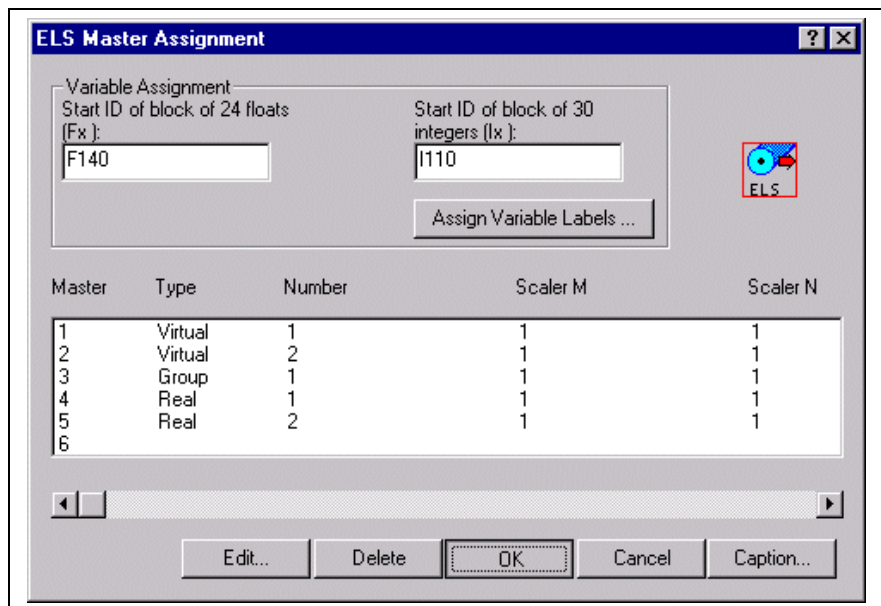 ELS Master Assignment
Variable Assignment
Start ID of block of 24 floats
(Fx ):
F140
Start ID of block of 30
integers (Ix ):
I110
Assign Variable Labels ...
ELS
Master Type Number Scaler M Scaler N
1 Virtual 1 1 1
2 Virtual 2 1 1
3 Group 1 1 1
4 Real 1 1 1
5 Real 2 1 1
6
Edit... Delete OK Cancel Caption...